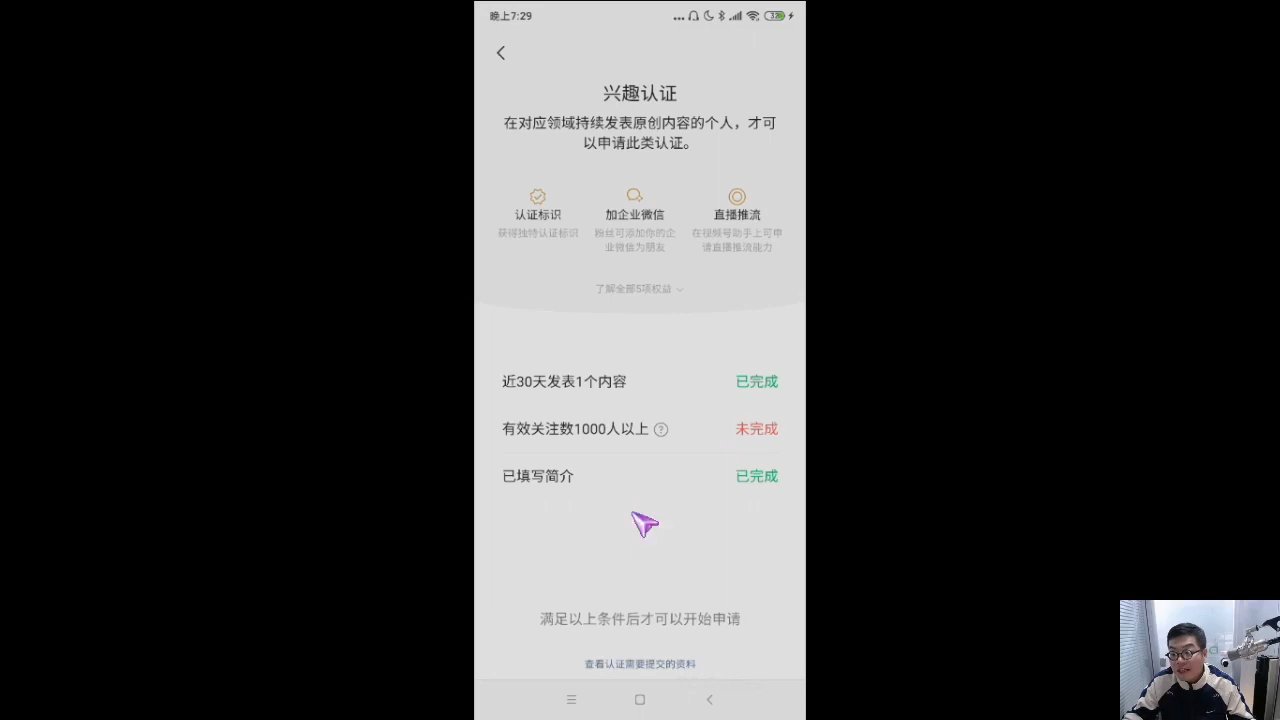 晚上7:29
兴趣认证
在对应领域持续发表原创内容的个人，才可
以申请此类认证。
认证标识
加企业微信
直播推流
获得独特认证标识
粉丝可添加你的企
业微信为朋友
在视频号助手上可申
请直播推流能力
了解全部5项权益
近30天发表1个内容
已完成
有效关注数1000人以上 ?
未完成
已填写简介
已完成
满足以上条件后才可以开始申请
查看认证需要提交的资料